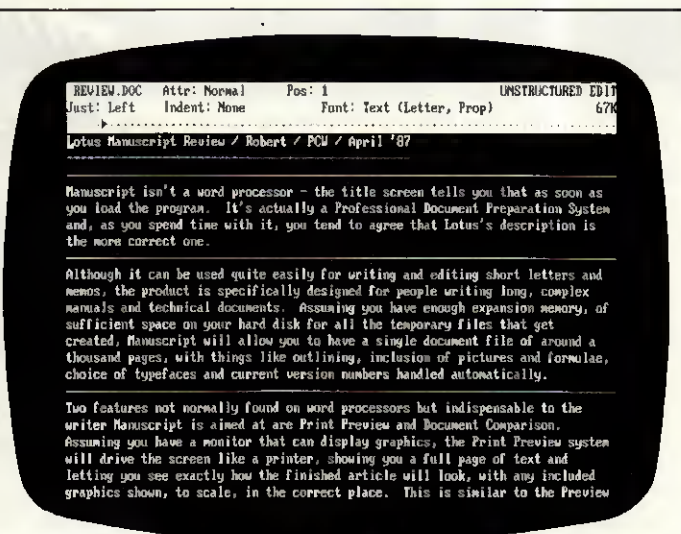 REVIEW.DOC Attr: Normal Pos: 1 UNSTRUCTURED EDIT
Just: Left Indent: None Font: Text (Letter, Prop) 67K
Lotus Manuscript Review / Robert / PCW / April '87
Manuscript isn't a word processor - the title screen tells you that as soon as
you load the program. It's actually a Professional Document Preparation System
and, as you spend time with it, you tend to agree that Lotus's description is
the more correct one.
Although it can be used quite easily for writing and editing short letters and
memos, the product is specifically designed for people writing long, complex
manuals and technical documents. Assuming you have enough expansion memory, of
sufficient space on your hard disk for all the temporary files that get
created, Manuscript will allow you to have a single document file of around a
thousand pages, with things like outlining, inclusion of pictures and formulae,
choice of typefaces and current version numbers handled automatically.
Two features not normally found on word processors but indispensable to the
writer Manuscript is aimed at are Print Preview and Document Comparison.
Assuming you have a monitor that can display graphics, the Print Preview system
will drive the screen like a printer, showing you a full page of text and
letting you see exactly how the finished article will look, with any included
graphics shown, to scale, in the correct place. This is similar to the Preview